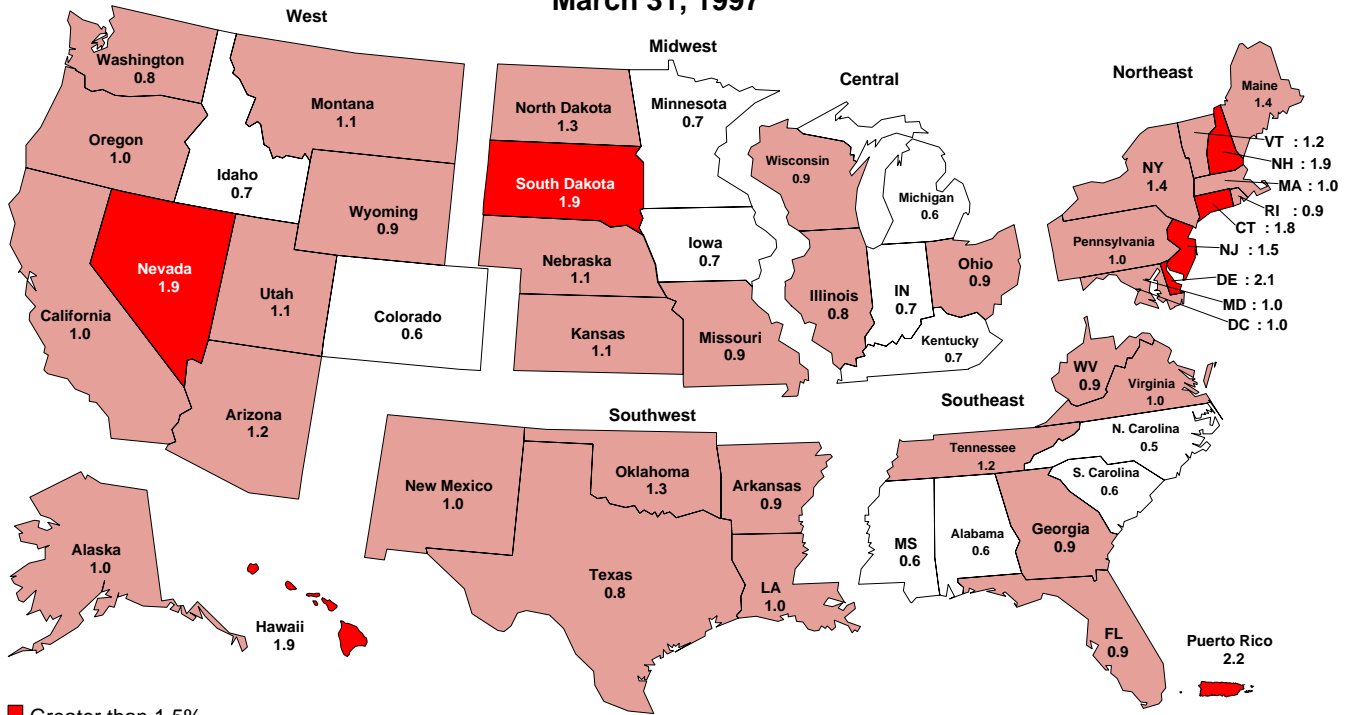 March 31, 1997
West
Washington
0.8
Oregon
1.0
California
1.0
Idaho
0.7
Nevada
1.9
Montana
1.1
Wyoming
0.9
Utah
1.1
Colorado
0.6
Arizona
1.2
Alaska
1.0
Hawaii
1.9
Midwest
North Dakota
1.3
Minnesota
0.7
South Dakota
1.9
Nebraska
1.1
Iowa
0.7
Kansas
1.1
Missouri
0.9
Central
Wisconsin
0.9
Michigan
0.6
Illinois
0.8
IN
0.7
Ohio
0.9
Kentucky
0.7
Northeast
Maine
1.4
NY
1.4
Pennsylvania
1.0
VT : 1.2
NH : 1.9
MA : 1.0
RI : 0.9
CT : 1.8
NJ : 1.5
DE : 2.1
MD : 1.0
DC : 1.0
Southwest
New Mexico
1.0
Oklahoma
1.3
Arkansas
0.9
Texas
0.8
LA
1.0
Southeast
WV
0.9
Virginia
1.0
Tennessee
1.2
N. Carolina
0.5
S. Carolina
0.6
MS
0.6
Alabama
0.6
Georgia
0.9
FL
0.9
Puerto Rico
2.2
Greater than 1.5%